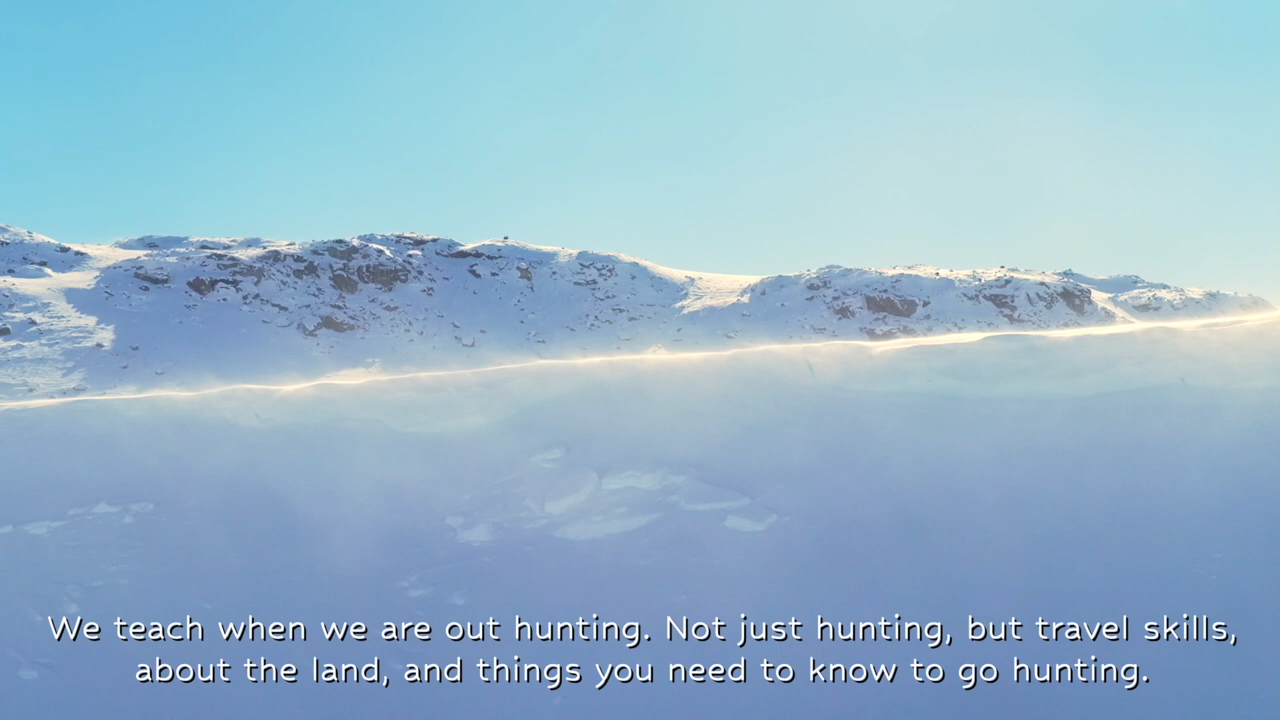 We teach when we are out hunting. Not just hunting, but travel skills,
about the land, and things you need to know to go hunting.